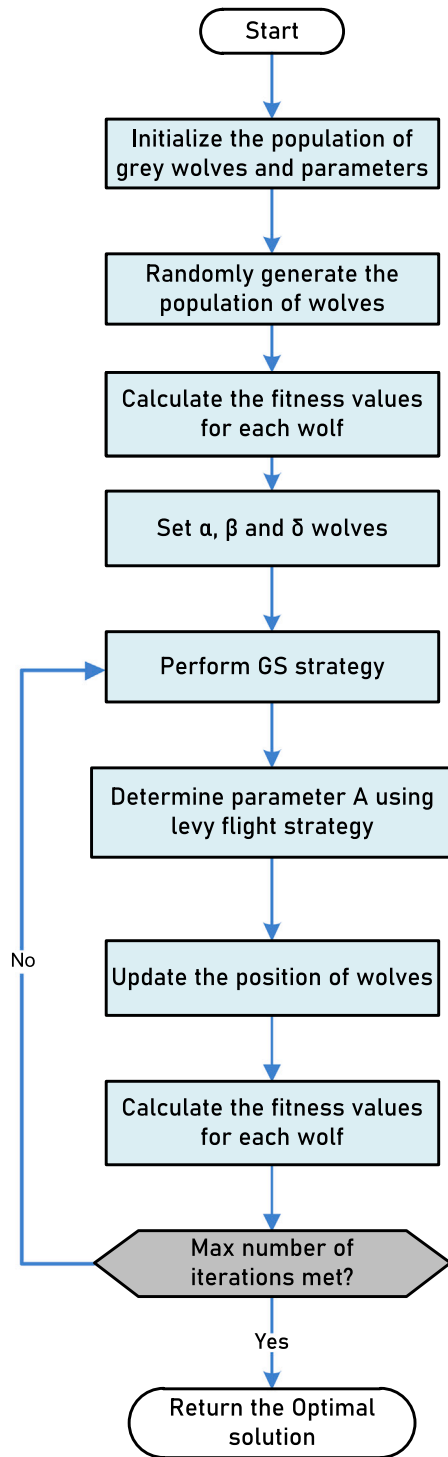 Start
Initialize the population of
grey wolves and parameters
Randomly generate the
population of wolves
Calculate the fitness values
for each wolf
Set α, β and δ wolves
Perform GS strategy
Determine parameter A using
levy flight strategy
No
Update the position of wolves
Calculate the fitness values
for each wolf
Max number of
iterations met?
Yes
Return the Optimal
solution